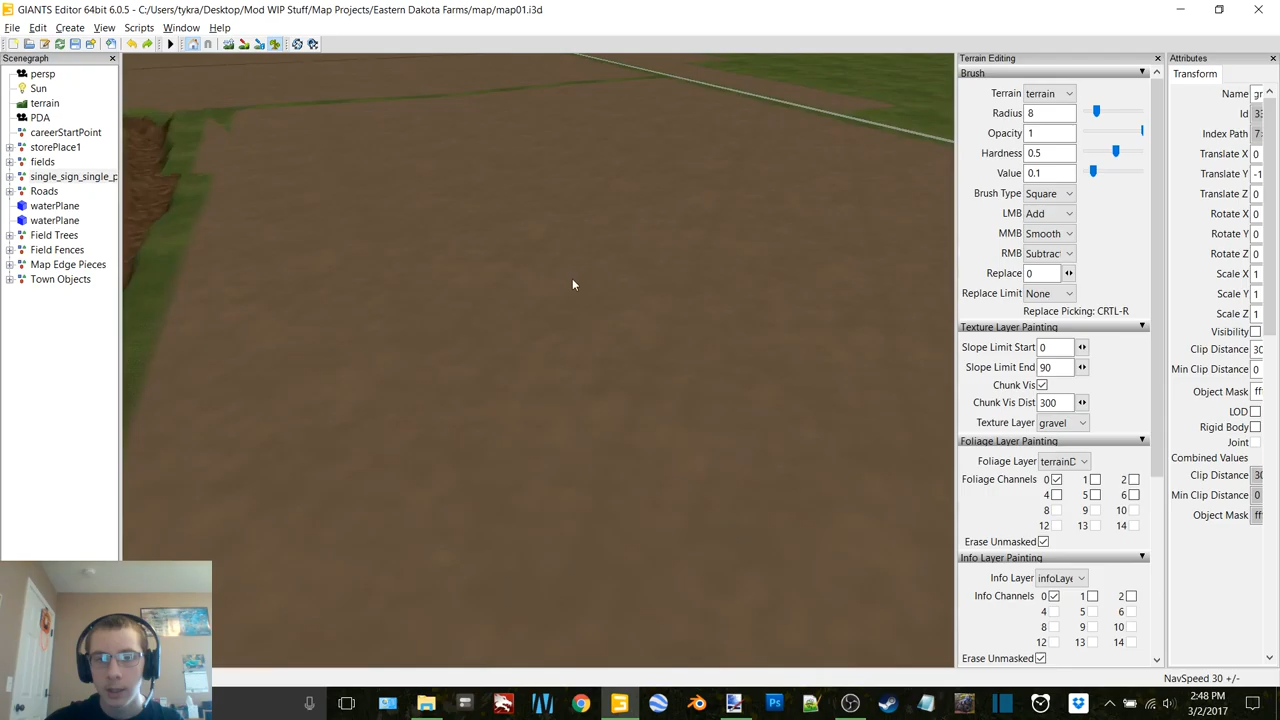 GIANTS Editor 64bit 6.0.5 - C:/Users/tykra/Desktop/Mod WIP Stuff/Map Projects/Eastern Dakota Farms/map/map01.i3d
File Edit Create View Scripts Window Help
Scenegraph
persp
Sun
terrain
PDA
careerStartPoint
storePlace1
fields
single_sign_single_p
Roads
waterPlane
waterPlane
Field Trees
Field Fences
Map Edge Pieces
Town Objects
Terrain Editing
Brush
Terrain terrain
Radius 8
Opacity 1
Hardness 0.5
Value 0.1
Brush Type Square
LMB Add
MMB Smooth
RMB Subtrac
Replace 0
Replace Limit None
Replace Picking: CRTL-R
Texture Layer Painting
Slope Limit Start 0
Slope Limit End 90
Chunk Vis
Chunk Vis Dist 300
Texture Layer gravel
Foliage Layer Painting
Foliage Layer terrainD
Foliage Channels 0 1 2
4 5 6
8 9 10
12 13 14
Erase Unmasked
Info Layer Painting
Info Layer infoLaye
Info Channels 0 1 2
4 5 6
8 9 10
12 13 14
Erase Unmasked
Attributes
Transform
Name gr
Id 3
Index Path 7
Translate X 0
Translate Y -1
Translate Z 0
Rotate X 0
Rotate Y 0
Rotate Z 0
Scale X 1
Scale Y 1
Scale Z 1
Visibility
Clip Distance 30
Min Clip Distance 0
Object Mask ff
LOD
Rigid Body
Joint
Combined Values
Clip Distance 30
Min Clip Distance 0
Object Mask ff
NavSpeed 30 +/-
2:48 PM
3/2/2017